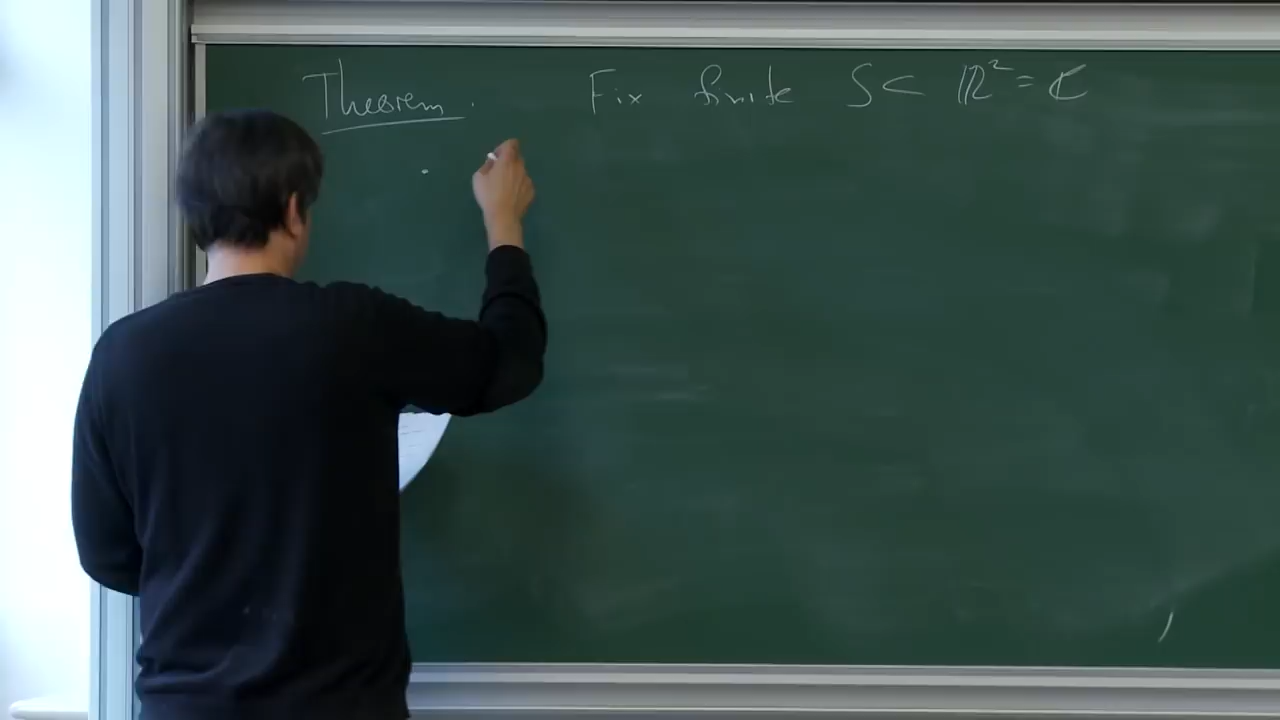 Theorem. Fix finite S ⊂ ℝ² = ℂ